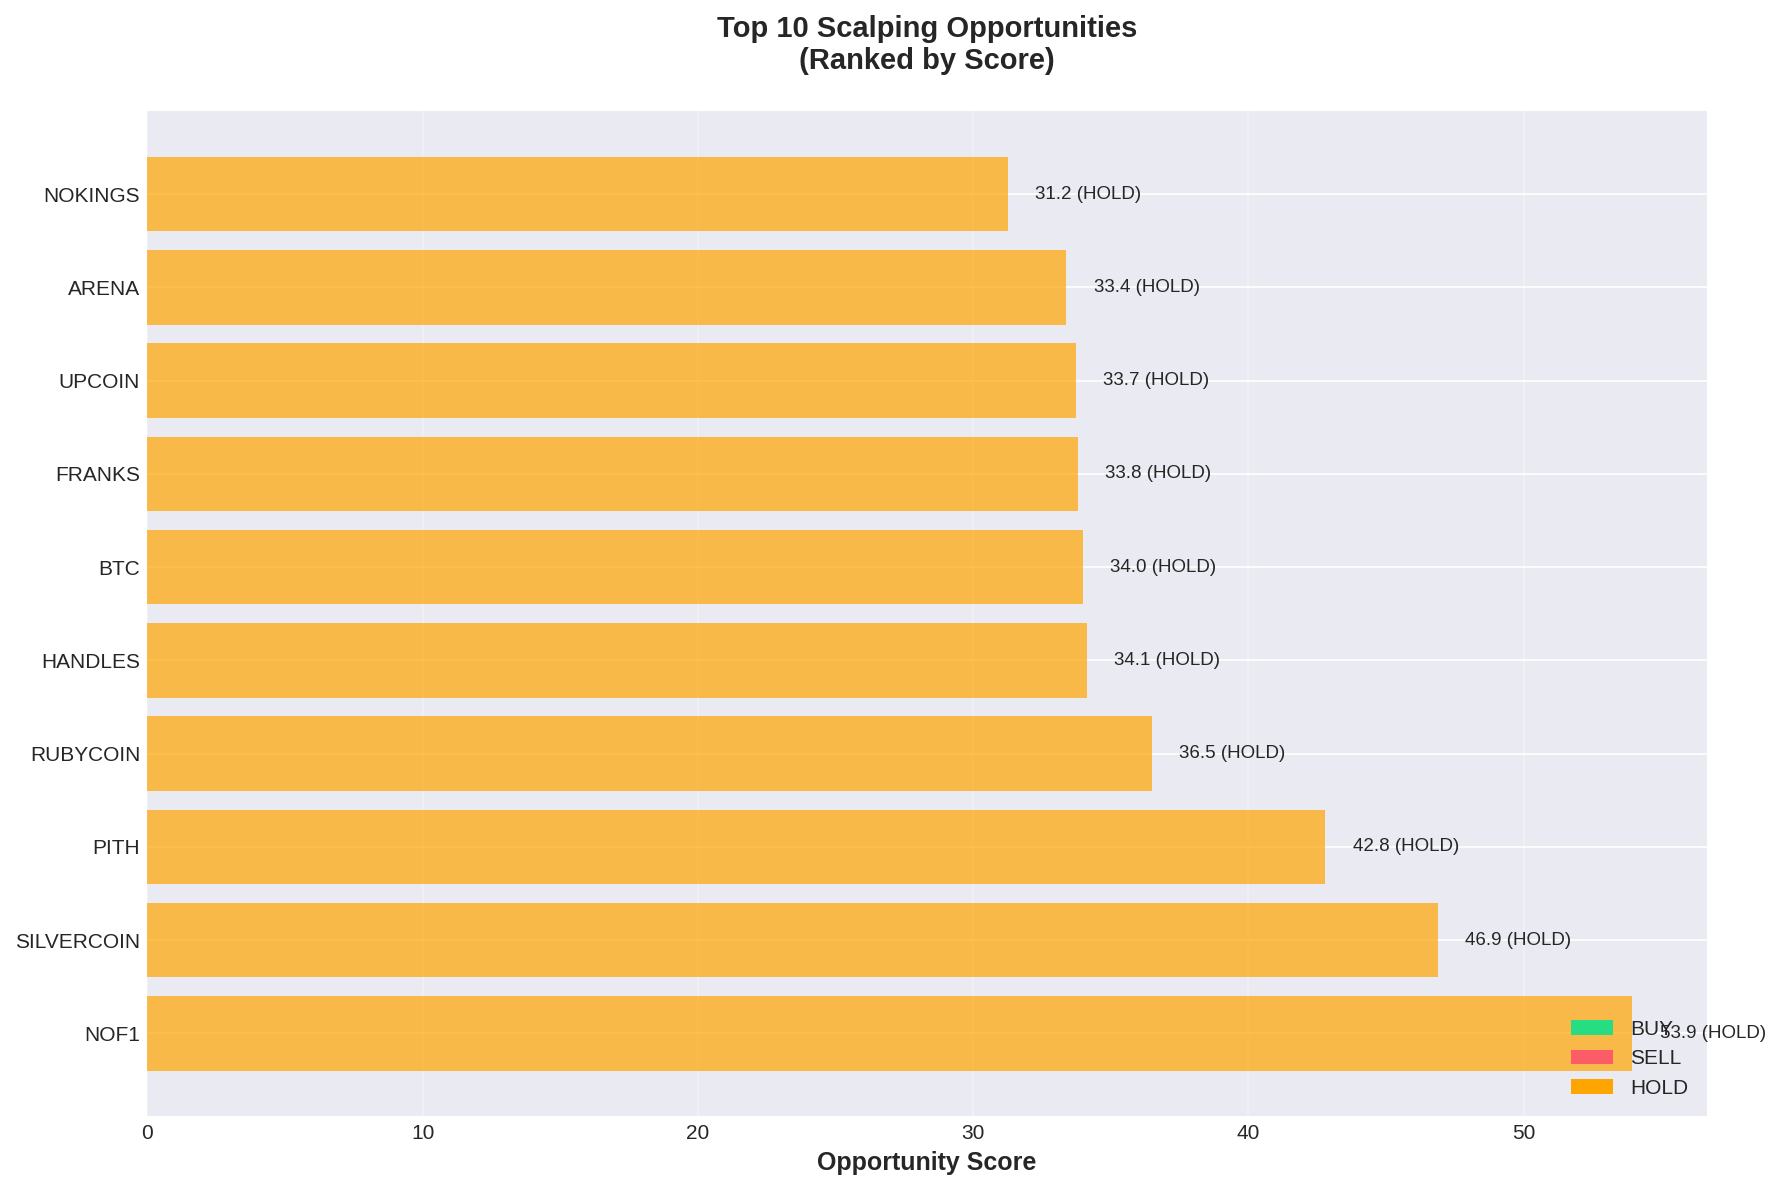 Top 10 Scalping Opportunities
(Ranked by Score)
NOKINGS 31.2 (HOLD)
ARENA 33.4 (HOLD)
UPCOIN 33.7 (HOLD)
FRANKS 33.8 (HOLD)
BTC 34.0 (HOLD)
HANDLES 34.1 (HOLD)
RUBYCOIN 36.5 (HOLD)
PITH 42.8 (HOLD)
SILVERCOIN 46.9 (HOLD)
NOF1 53.9 (HOLD)
BUY
SELL
HOLD
0 10 20 30 40 50
Opportunity Score